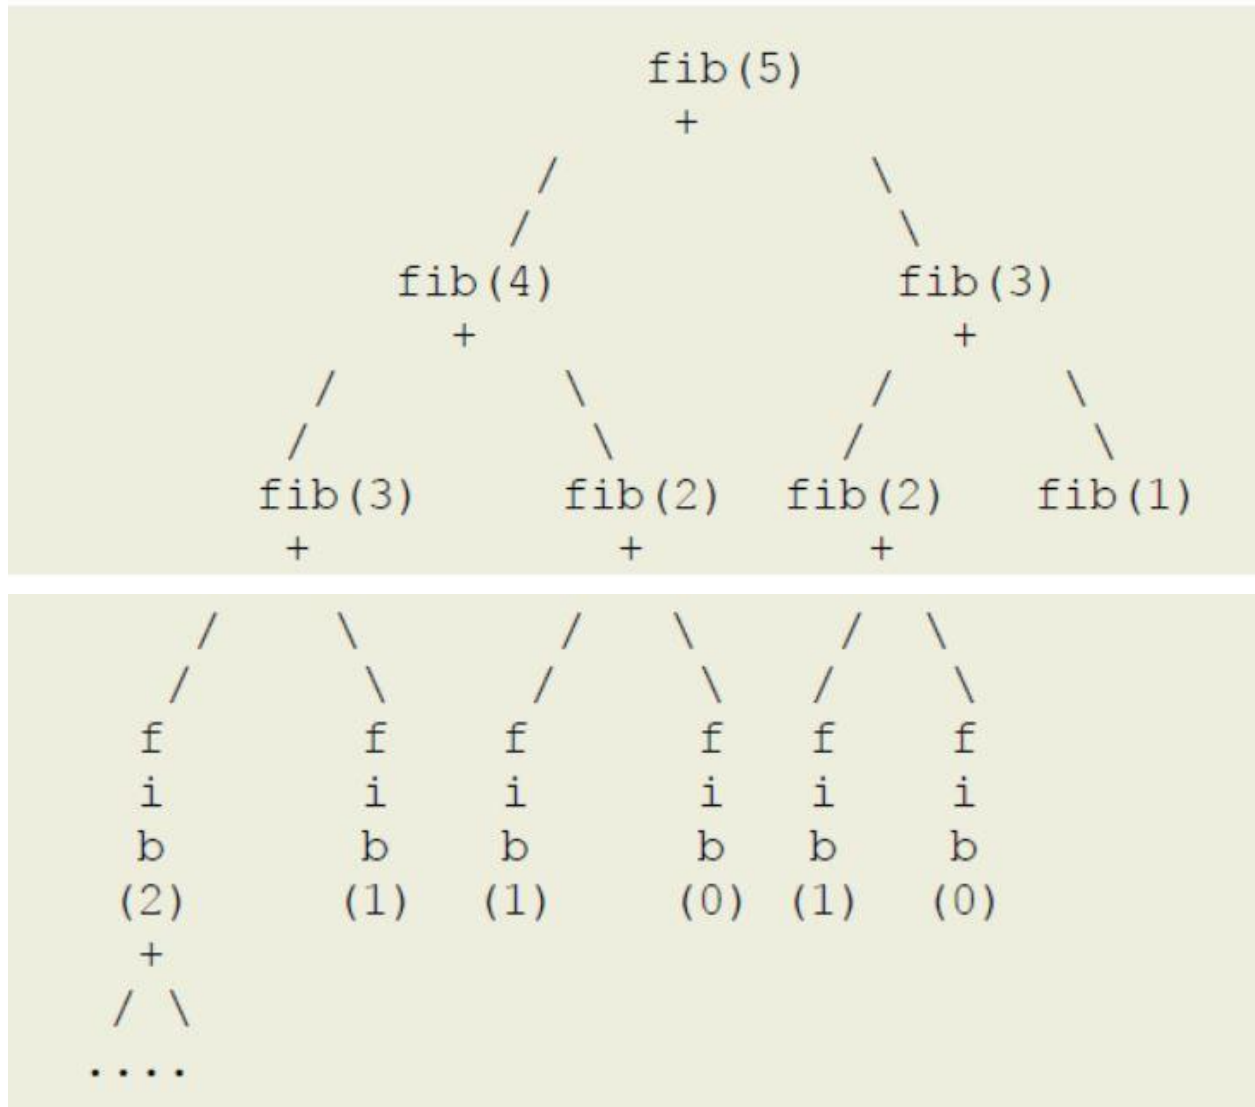 fib(5)
+
/ \
/ \
fib(4) fib(3)
+ +
/ \ / \
/ \ / \
fib(3) fib(2) fib(2) fib(1)
+ + +
/ \ / \ / \
/ \ / \ / \
f f f f f f
i i i i i i
b b b b b b
(2) (1) (1) (0) (1) (0)
+
/ \
....